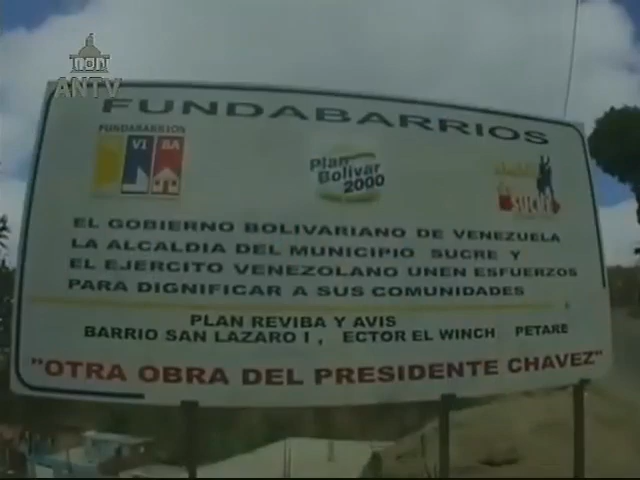 ANTV
FUNDABARRIOS
FUNDABARRIOS
VI BA
Plan
Bolívar
2000
SUCRE
EL GOBIERNO BOLIVARIANO DE VENEZUELA
LA ALCALDIA DEL MUNICIPIO SUCRE Y
EL EJERCITO VENEZOLANO UNEN ESFUERZOS
PARA DIGNIFICAR A SUS COMUNIDADES
PLAN REVIBA Y AVIS
BARRIO SAN LAZARO I , ECTOR EL WINCH PETARE
"OTRA OBRA DEL PRESIDENTE CHAVEZ"